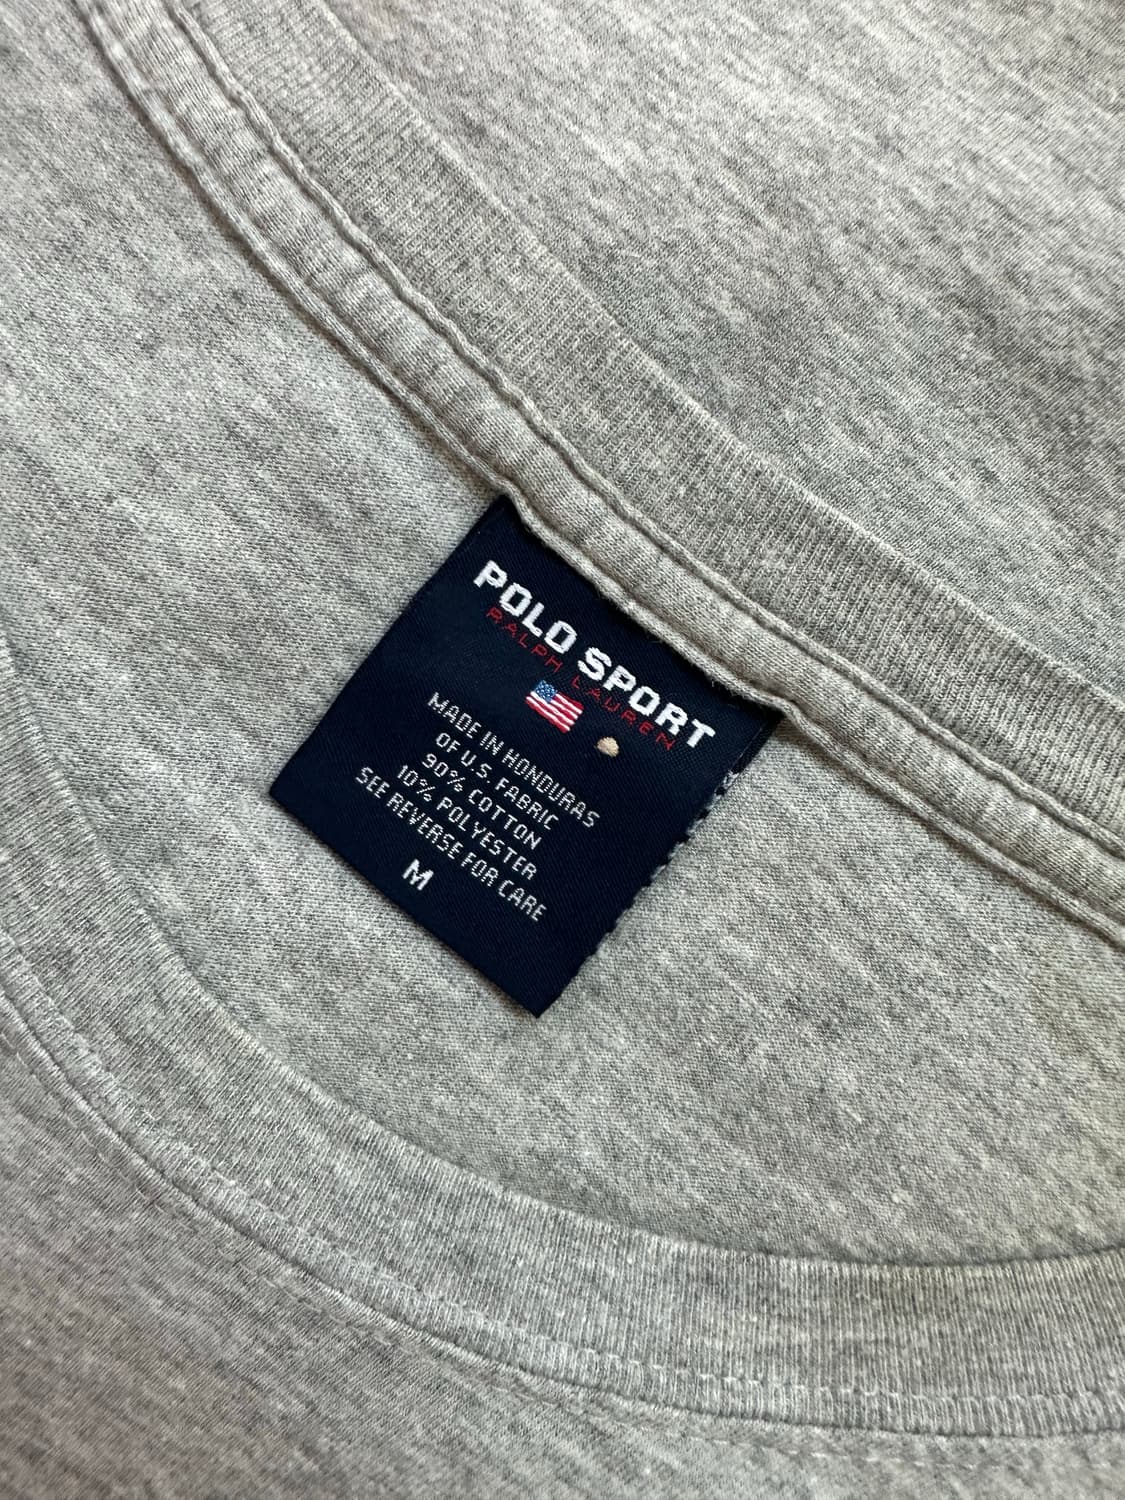 POLO SPORT
RALPH LAUREN
MADE IN HONDURAS
OF U.S. FABRIC
90% COTTON
10% POLYESTER
SEE REVERSE FOR CARE
M